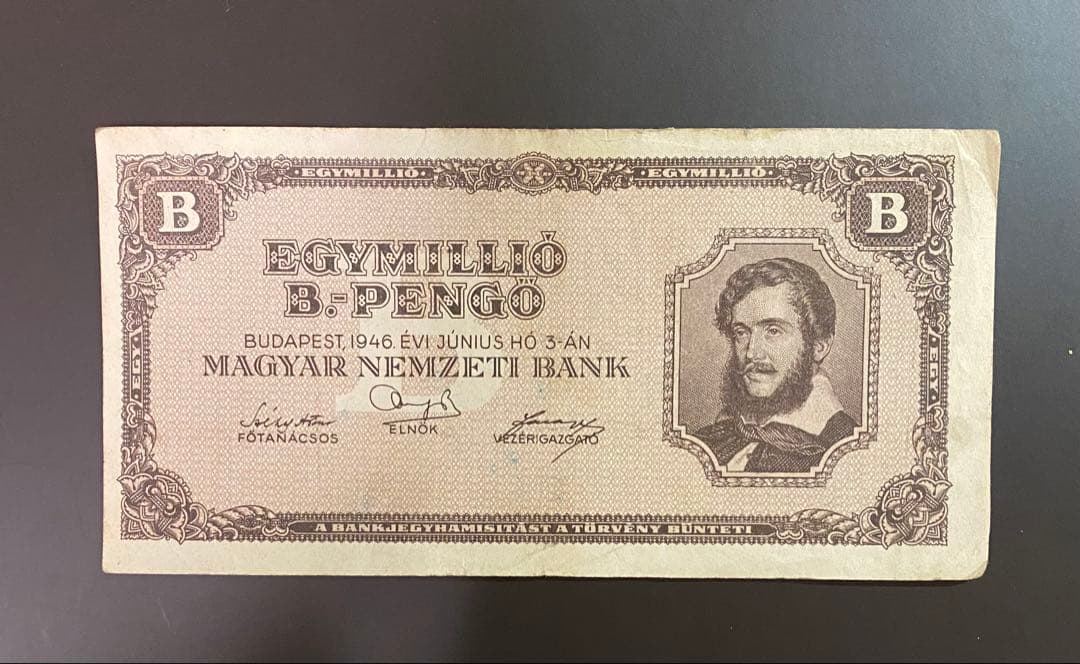 ·EGYMILLIÓ· ·EGYMILLIÓ·
B B
EGYMILLIÓ
B.-PENGŐ
BUDAPEST, 1946. ÉVI JÚNIUS HÓ 3-ÁN
MAGYAR NEMZETI BANK
FŐTANÁCSOS ELNÖK VEZÉRIGAZGATÓ
A BANKJEGYHAMISITÁST A TÖRVÉNY BÜNTETI